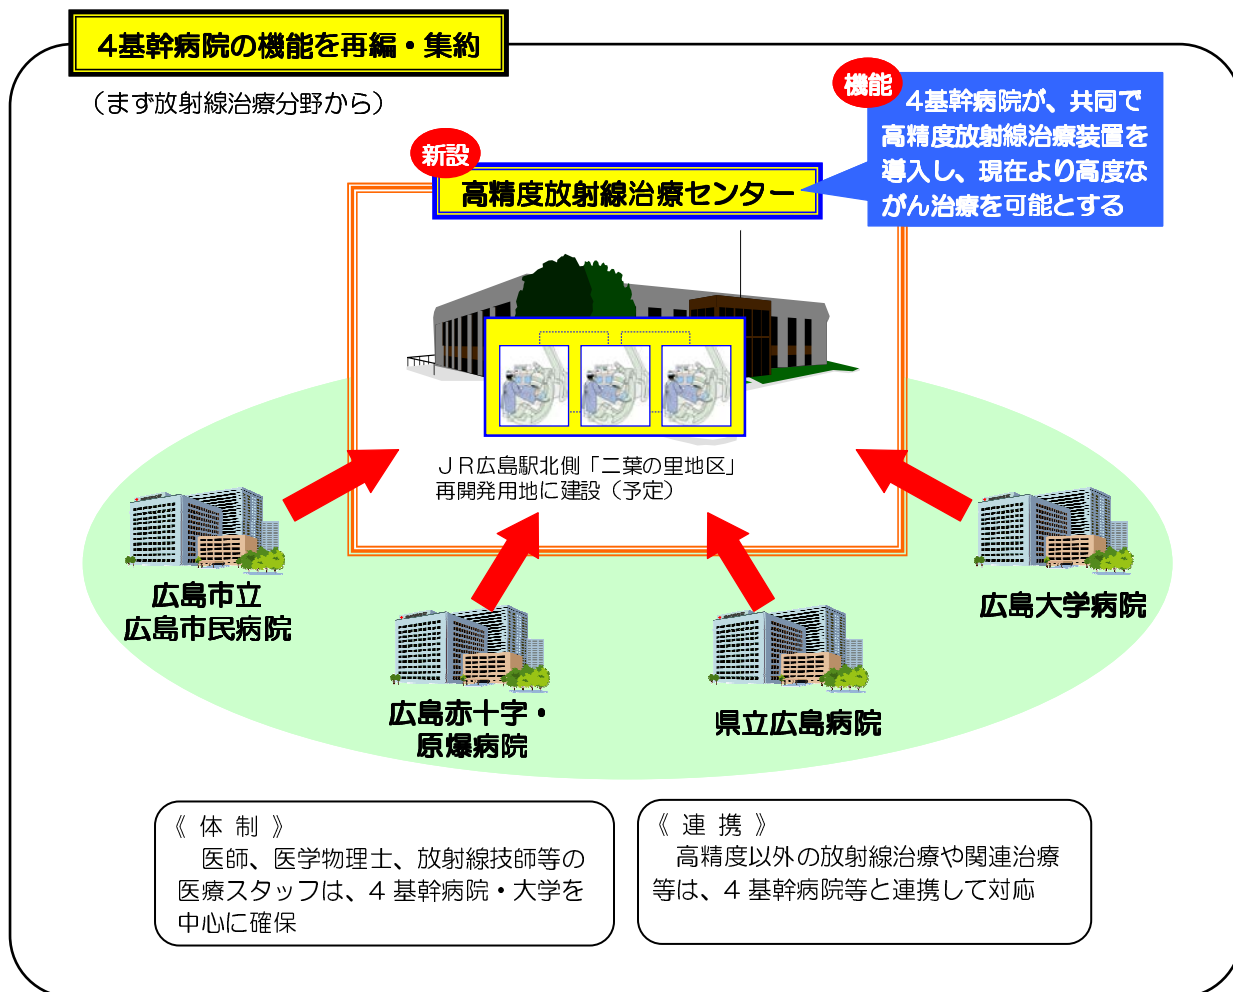 4基幹病院の機能を再編・集約
（まず放射線治療分野から）
機能
4基幹病院が、共同で
高精度放射線治療装置を
導入し、現在より高度な
がん治療を可能とする
新設
高精度放射線治療センター
ＪＲ広島駅北側「二葉の里地区」
再開発用地に建設（予定）
広島市立
広島市民病院
広島赤十字・
原爆病院
県立広島病院
広島大学病院
《 体 制 》
医師、医学物理士、放射線技師等の
医療スタッフは、4 基幹病院・大学を
中心に確保
《 連 携 》
高精度以外の放射線治療や関連治療
等は、4 基幹病院等と連携して対応